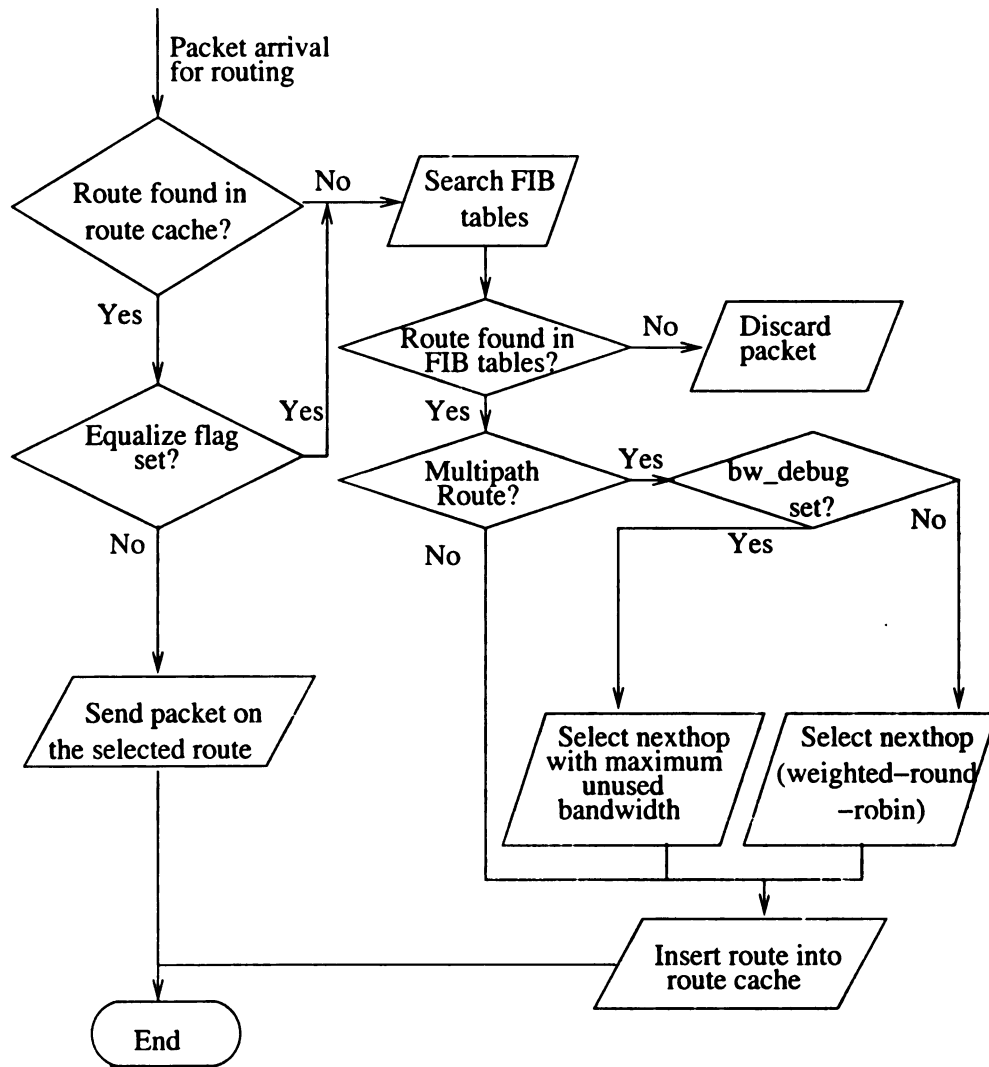 Packet arrival
for routing
Route found in
route cache?
No
Search FIB
tables
Yes
Route found in
FIB tables?
No
Discard
packet
Equalize flag
set?
Yes
Yes
Multipath
Route?
Yes
bw_debug
set?
No
No
Yes
No
Send packet on
the selected route
Select nexthop
with maximum
unused
bandwidth
Select nexthop
(weighted–round
–robin)
Insert route into
route cache
End